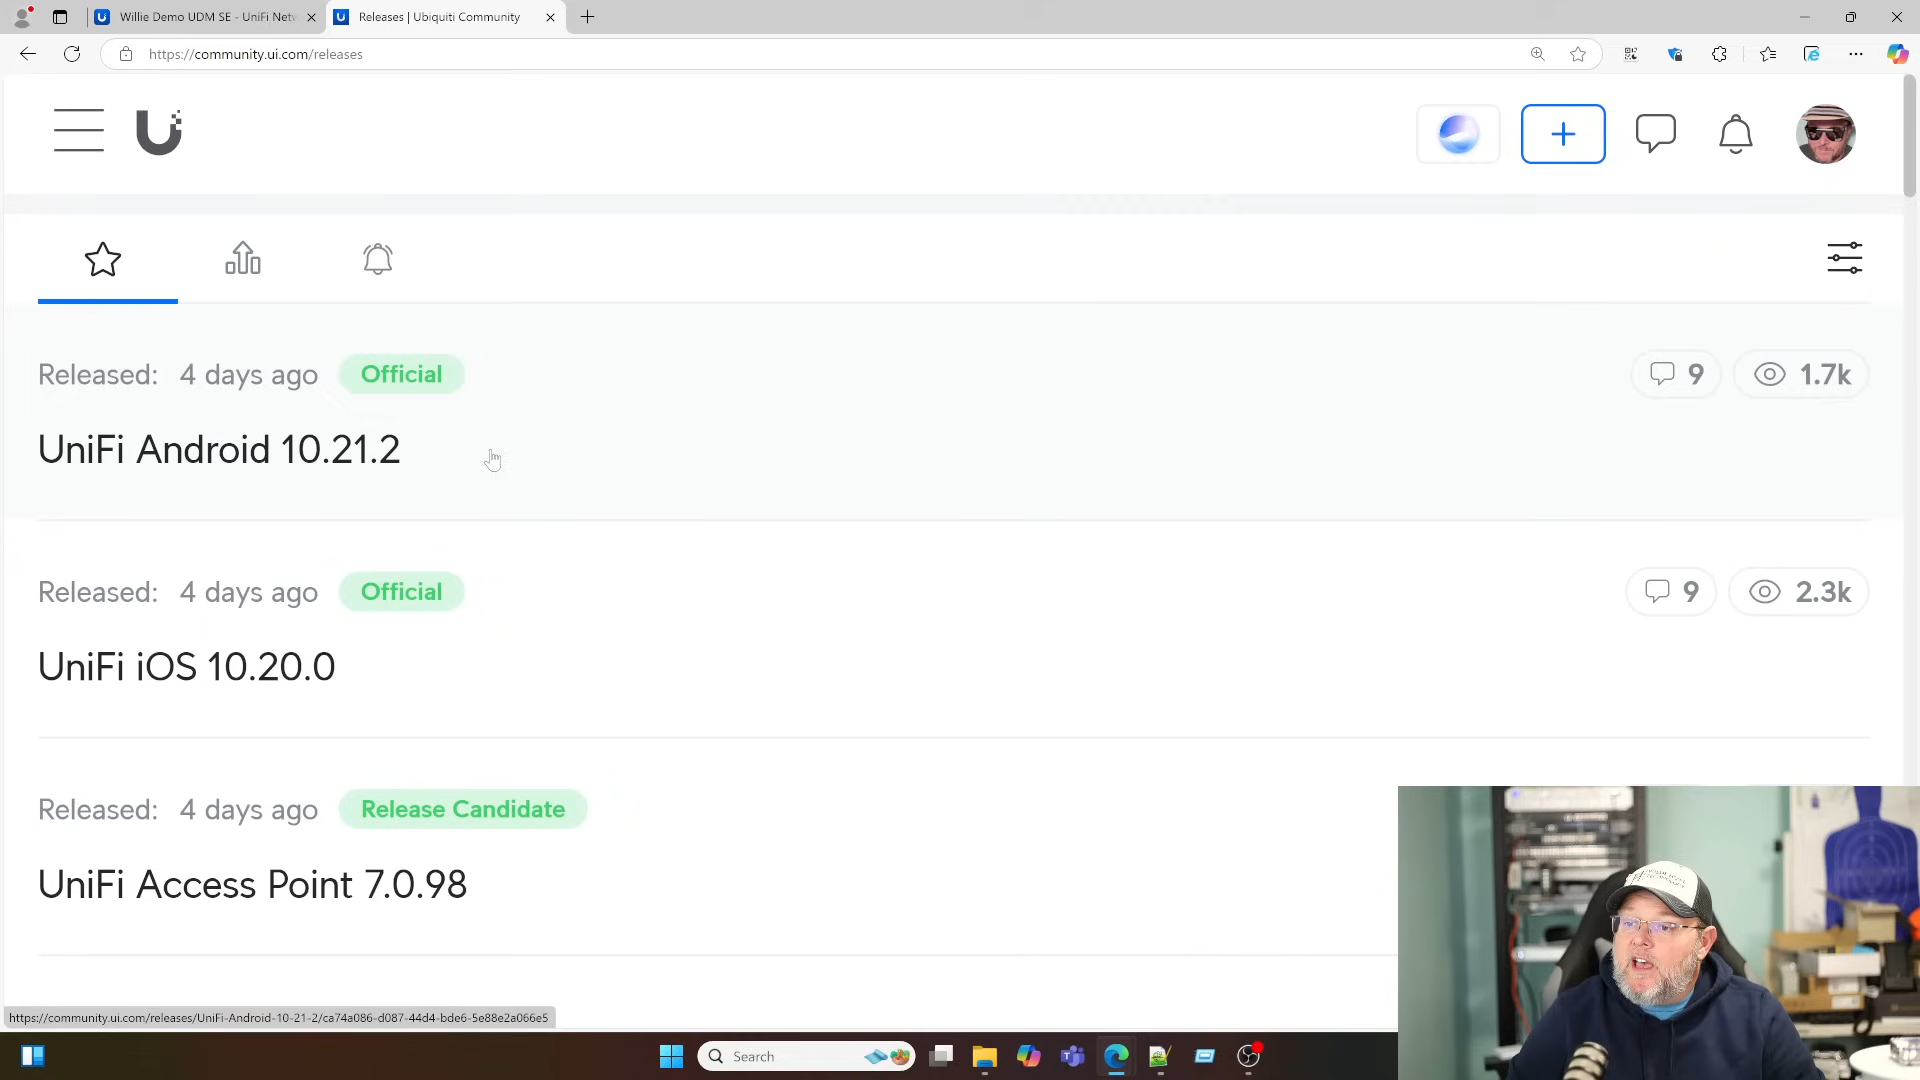 Willie Demo UDM SE - UniFi Netw
Releases | Ubiquiti Community
https://community.ui.com/releases
Released: 4 days ago Official 9 1.7k
UniFi Android 10.21.2
Released: 4 days ago Official 9 2.3k
UniFi iOS 10.20.0
Released: 4 days ago Release Candidate
UniFi Access Point 7.0.98
https://community.ui.com/releases/UniFi-Android-10-21-2/ca74a086-d087-44d4-bde6-5e88e2a066e5
Search